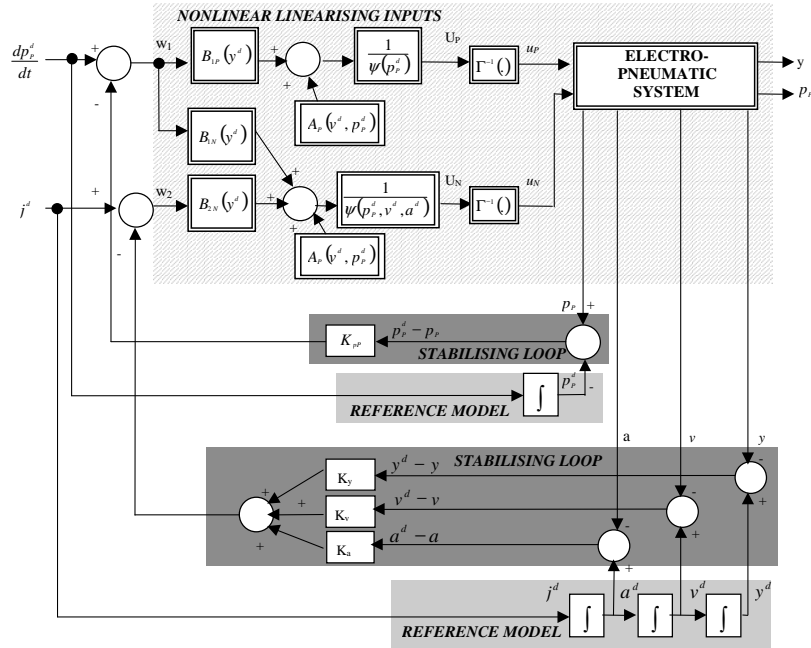 NONLINEAR LINEARISING INPUTS
dp_P^d
dt
+
-
w1
B_1P(y^d)
+
+
1
ψ(p_P^d)
U_P
Γ^-1(.)
u_P
ELECTRO-
PNEUMATIC
SYSTEM
y
A_P(y^d, p_P^d)
B_1N(y^d)
j^d
+
-
w2
B_2N(y^d)
+
+
+
1
ψ(p_P^d, v^d, a^d)
U_N
Γ^-1(.)
u_N
A_P(y^d, p_P^d)
p_P
+
K_pP
p_P^d - p_P
STABILISING LOOP
p_P^d
-
∫
REFERENCE MODEL
a
v
y
STABILISING LOOP
-
+
K_y
y^d - y
+
+
+
K_v
v^d - v
-
+
K_a
a^d - a
-
+
j^d
∫
a^d
∫
v^d
∫
y^d
REFERENCE MODEL